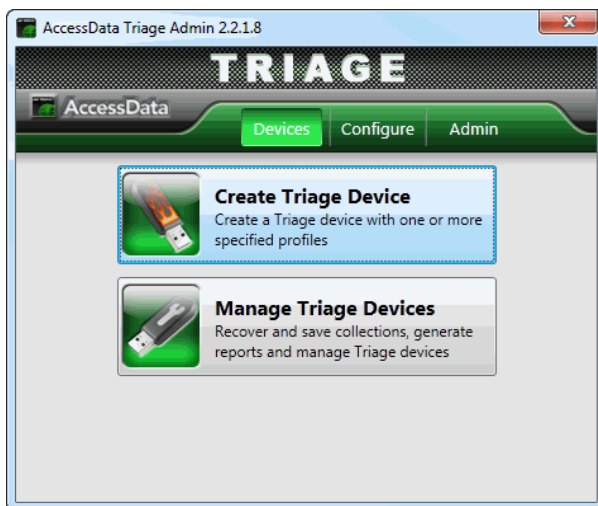 AccessData Triage Admin 2.2.1.8
TRIAGE
AccessData
Devices Configure Admin
Create Triage Device
Create a Triage device with one or more
specified profiles
Manage Triage Devices
Recover and save collections, generate
reports and manage Triage devices